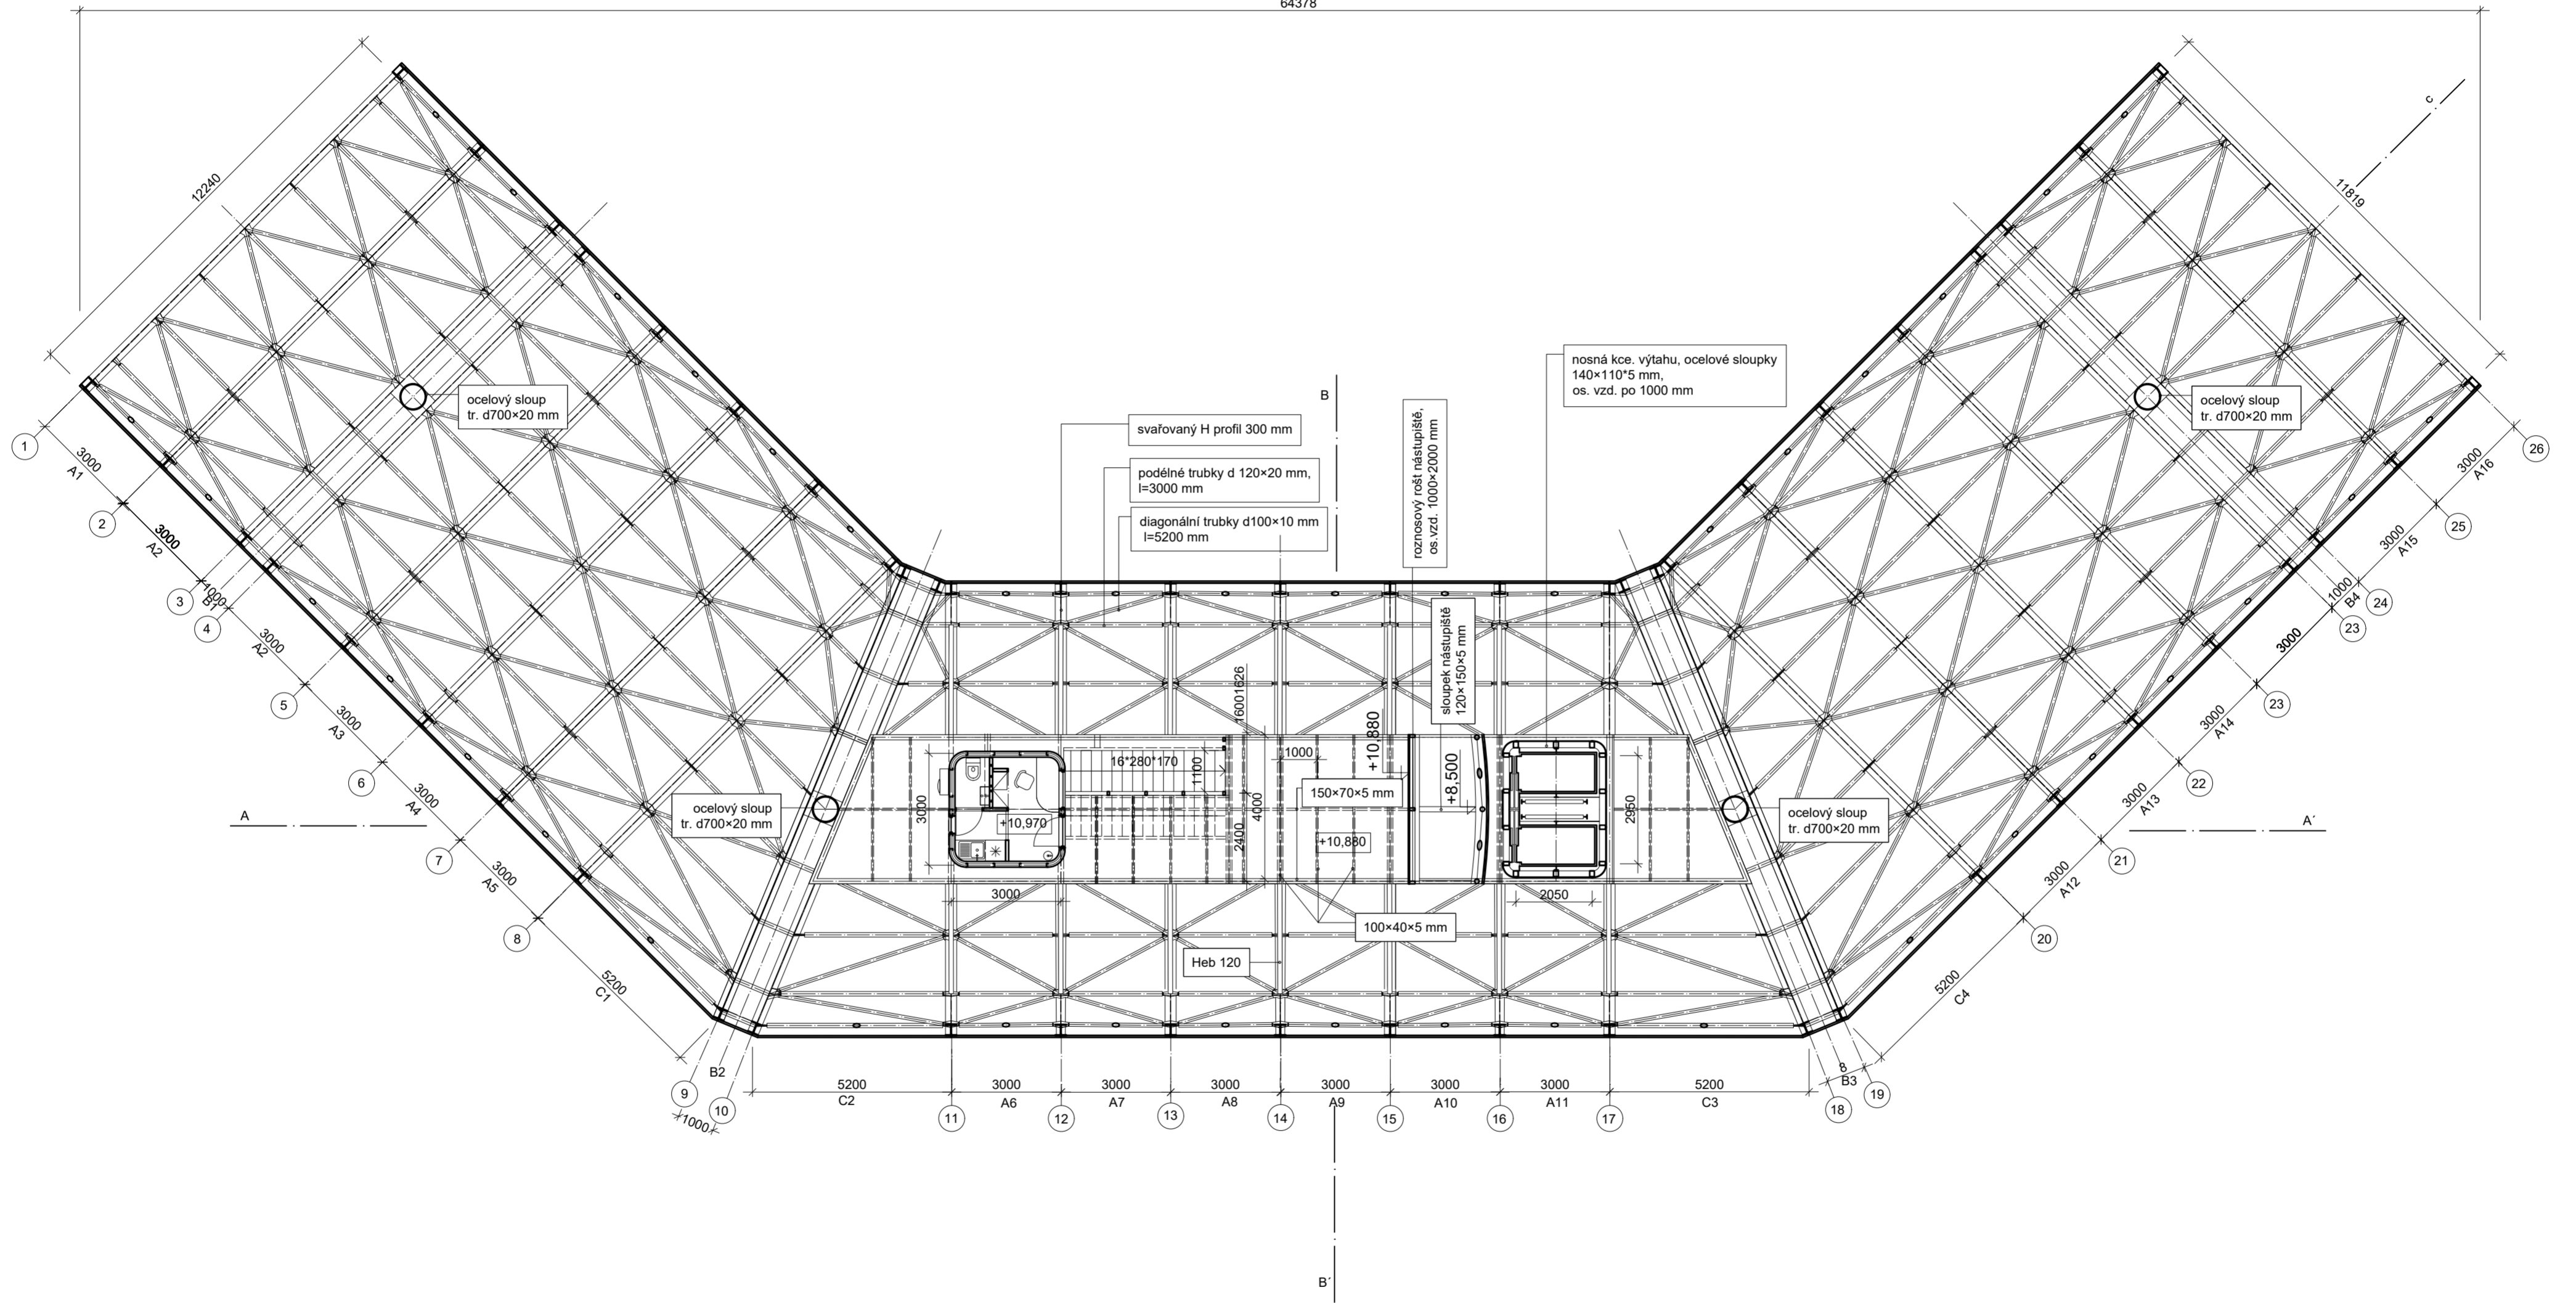 64378
12240
11819
c
ocelový sloup
tr. d700×20 mm
svařovaný H profil 300 mm
podélné trubky d 120×20 mm,
l=3000 mm
diagonální trubky d100×10 mm
l=5200 mm
B
roznosový rošt nástupiště,
os.vzd. 1000×2000 mm
sloupek nástupiště
120×150×5 mm
nosná kce. výtahu, ocelové sloupky
140×110*5 mm,
os. vzd. po 1000 mm
ocelový sloup
tr. d700×20 mm
1
3000
A1
2
3000
A2
3
1000
B1
4
3000
A2
5
3000
A3
6
3000
A4
7
3000
A5
8
5200
C1
26
3000
A16
25
3000
A15
24
1000
B4
23
3000
23
3000
A14
22
3000
A13
21
3000
A12
20
5200
C4
A
A´
ocelový sloup
tr. d700×20 mm
3000
+10,970
3000
16*280*170
1100
1600
1626
4000
2400
1000
150×70×5 mm
+10,880
+10,880
+8,500
100×40×5 mm
Heb 120
2950
2050
ocelový sloup
tr. d700×20 mm
9
B2
10
1000
5200
C2
11
3000
A6
12
3000
A7
13
3000
A8
14
3000
A9
15
3000
A10
16
3000
A11
17
5200
C3
18
8
B3
19
B´